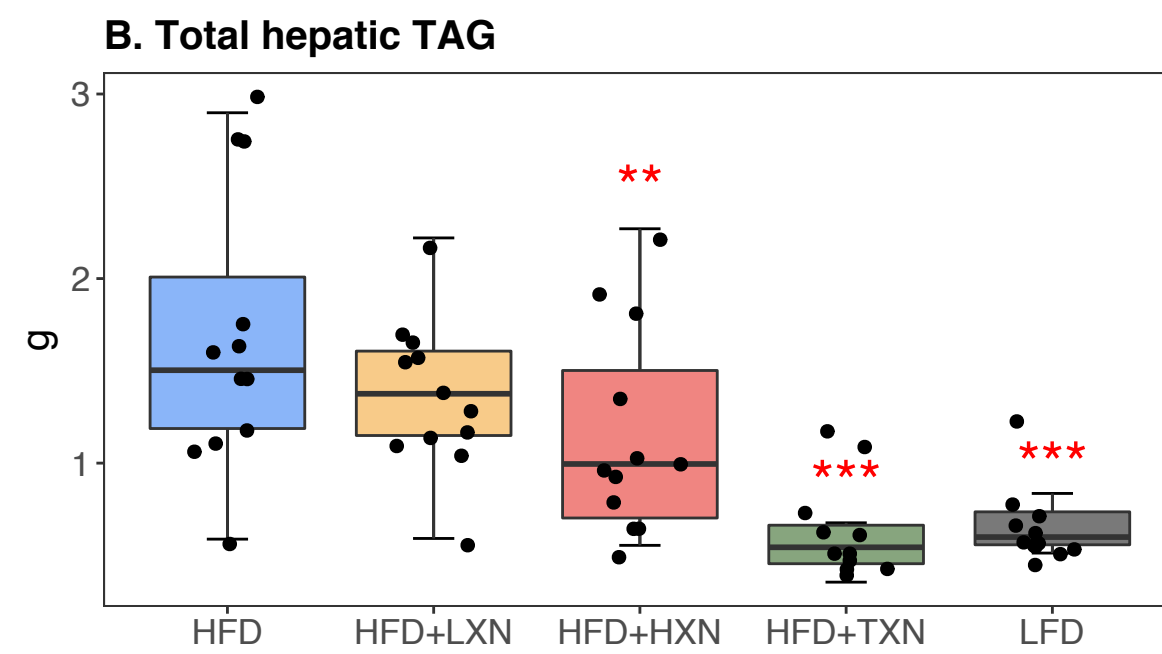 B. Total hepatic TAG
3
**
2
g
***
***
1
HFD HFD+LXN HFD+HXN HFD+TXN LFD